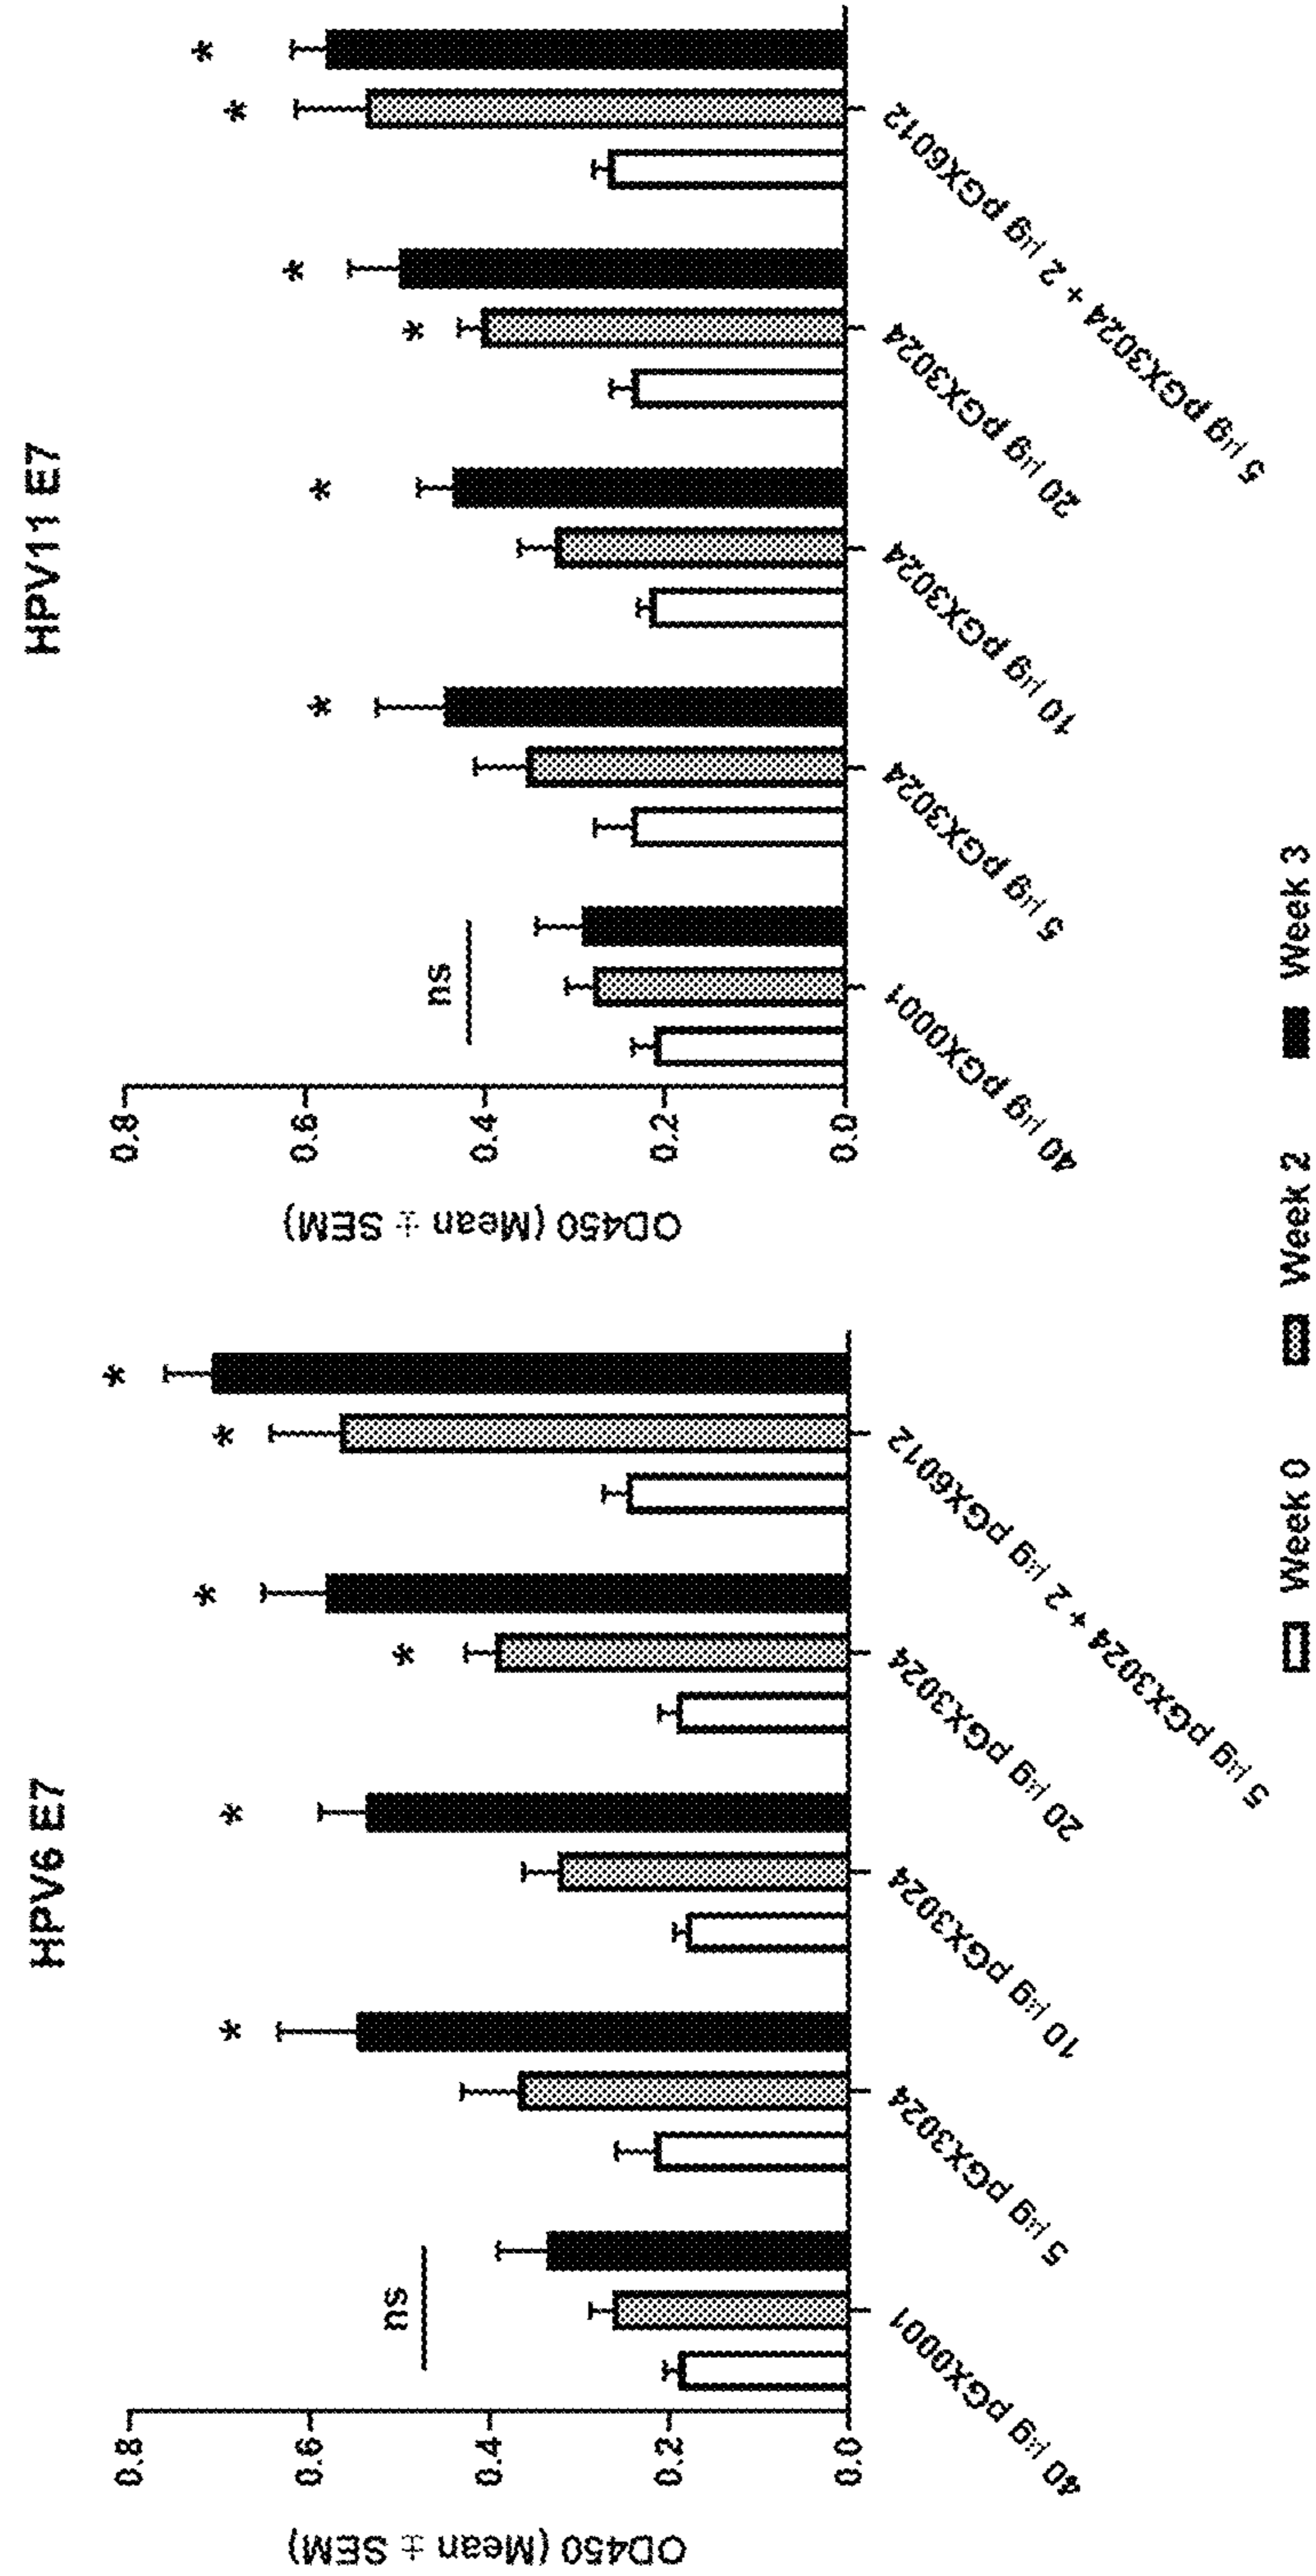 HPV6 E7
OD450 (Mean ± SEM)
0.8
0.6
0.4
0.2
0.0
ns
*
*
*
*
*
*
40 µg pGX0001
5 µg pGX3024
10 µg pGX3024
20 µg pGX3024
5 µg pGX3024 + 2 µg pGX6012
HPV11 E7
OD450 (Mean ± SEM)
0.8
0.6
0.4
0.2
0.0
ns
*
*
*
*
*
*
40 µg pGX0001
5 µg pGX3024
10 µg pGX3024
20 µg pGX3024
5 µg pGX3024 + 2 µg pGX6012
Week 0 Week 2 Week 3